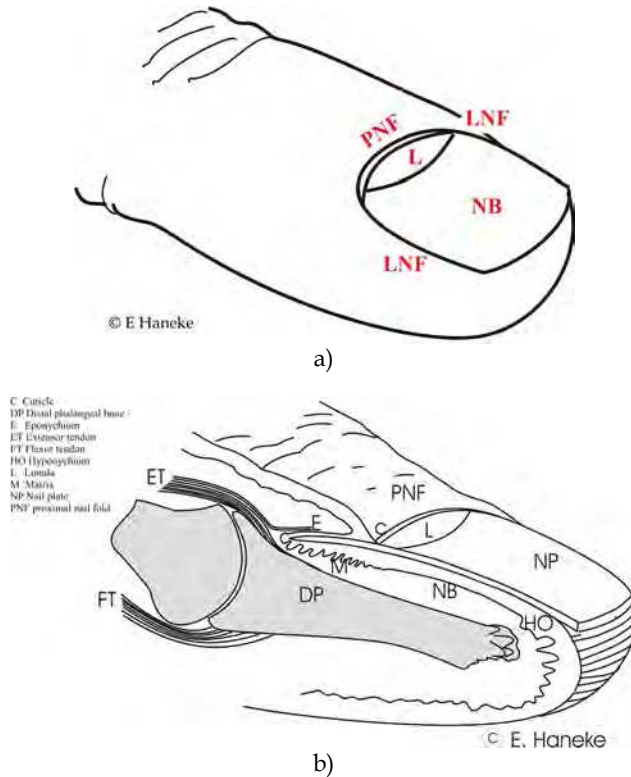 PNF
LNF
L
NB
LNF
© E Haneke
a)
C Cuticle
DP Distal phalangeal bone
E Eponychium
ET Extensor tendon
FT Flexor tendon
HO Hyponychium
L Lunula
M Matrix
NP Nail plate
PNF proximal nail fold
ET
PNF
E
C
L
NP
M
NB
DP
FT
HO
© E. Haneke
b)